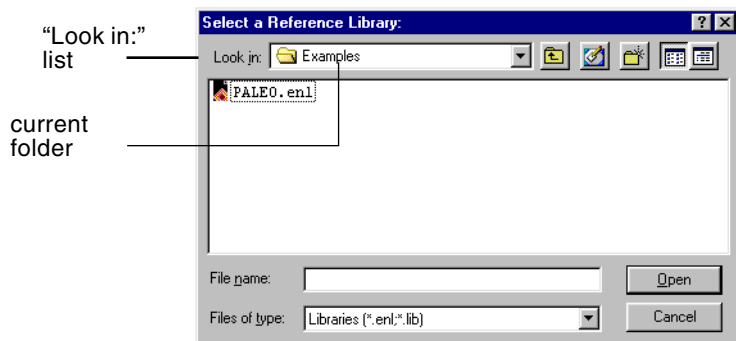 Select a Reference Library:
"Look in:"
list
Look in: Examples
PALEO.enl
current
folder
File name: Open
Files of type: Libraries (*.enl;*.lib) Cancel